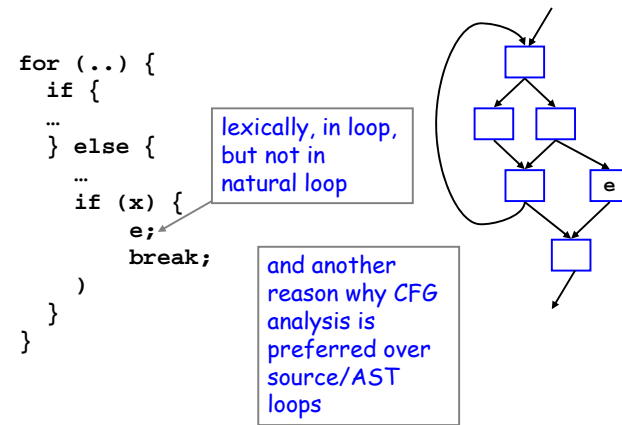 for (..) {
if {
…
} else {
…
if (x) {
e;
break;
)
}
}
lexically, in loop,
but not in
natural loop
and another
reason why CFG
analysis is
preferred over
source/AST
loops
e